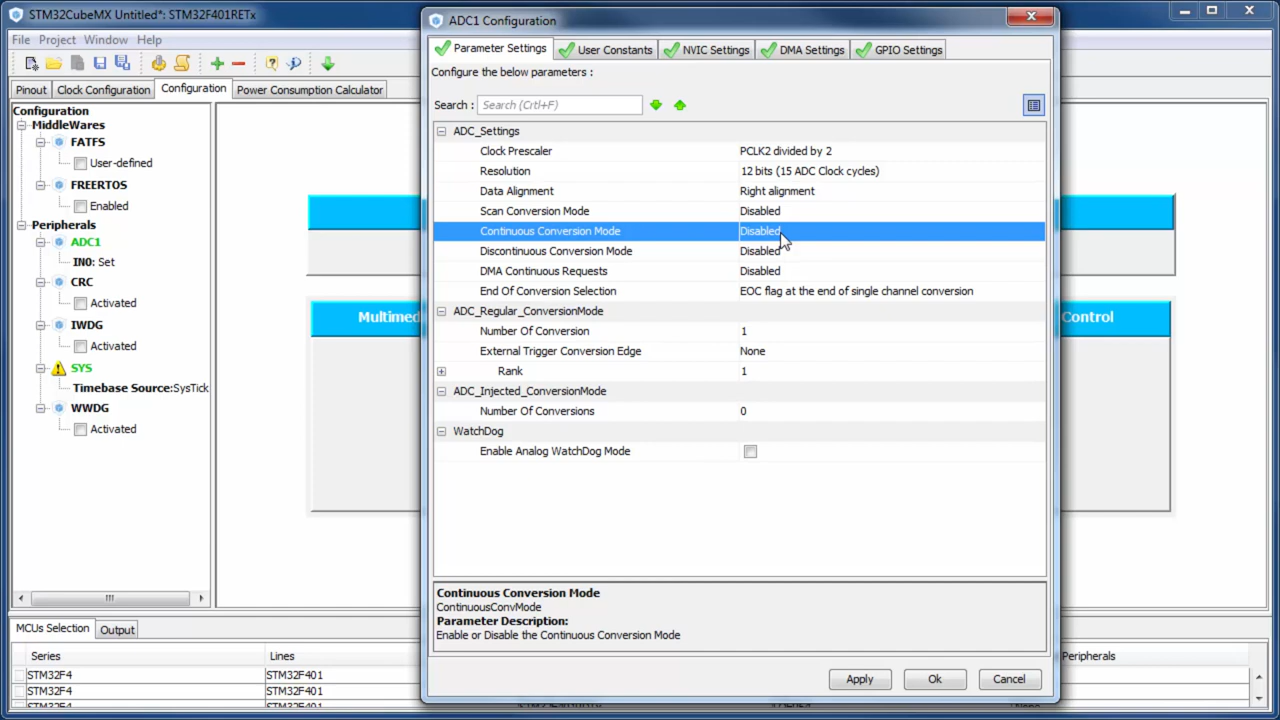 STM32CubeMX Untitled*: STM32F401RETx
File Project Window Help
Pinout Clock Configuration Configuration Power Consumption Calculator
Configuration
MiddleWares
FATFS
User-defined
FREERTOS
Enabled
Peripherals
ADC1
IN0: Set
CRC
Activated
IWDG
Activated
SYS
Timebase Source:SysTick
WWDG
Activated
Multimed
Control
MCUs Selection Output
Series Lines Peripherals
STM32F4 STM32F401
STM32F4 STM32F401
STM32F4 STM32F401
ADC1 Configuration
Parameter Settings User Constants NVIC Settings DMA Settings GPIO Settings
Configure the below parameters :
Search : Search (CrtI+F)
ADC_Settings
Clock Prescaler PCLK2 divided by 2
Resolution 12 bits (15 ADC Clock cycles)
Data Alignment Right alignment
Scan Conversion Mode Disabled
Continuous Conversion Mode Disabled
Discontinuous Conversion Mode Disabled
DMA Continuous Requests Disabled
End Of Conversion Selection EOC flag at the end of single channel conversion
ADC_Regular_ConversionMode
Number Of Conversion 1
External Trigger Conversion Edge None
Rank 1
ADC_Injected_ConversionMode
Number Of Conversions 0
WatchDog
Enable Analog WatchDog Mode
Continuous Conversion Mode
ContinuousConvMode
Parameter Description:
Enable or Disable the Continuous Conversion Mode
Apply Ok Cancel